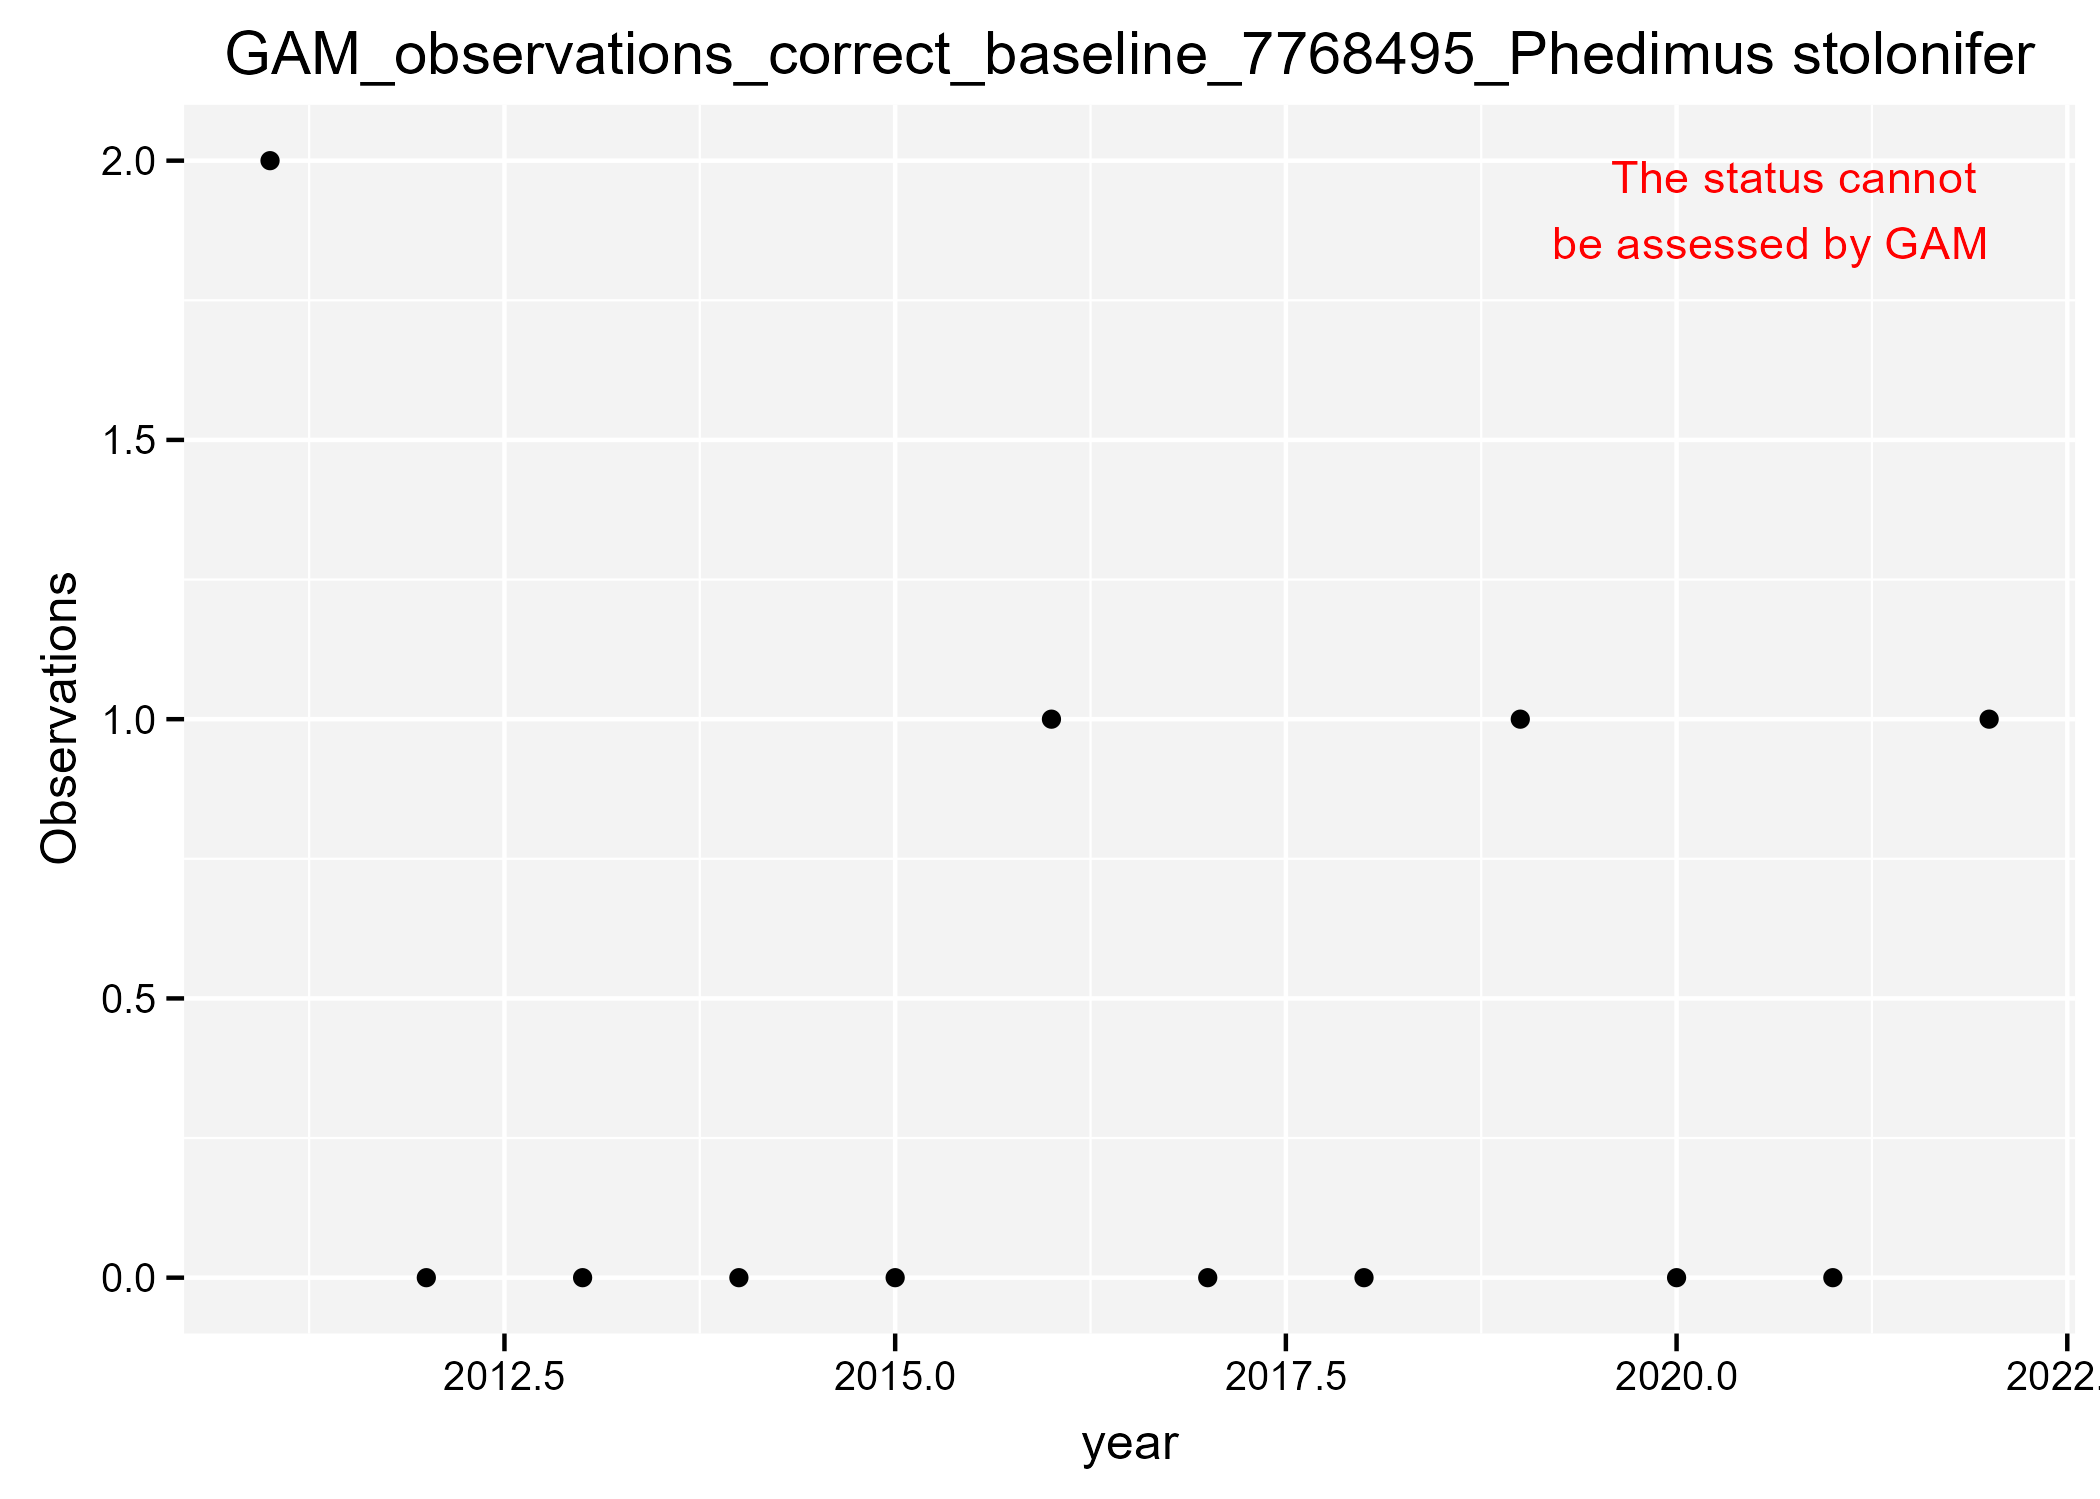 GAM_observations_correct_baseline_7768495_Phedimus stolonifer
The status cannot
be assessed by GAM
Observations
2.0
1.5
1.0
0.5
0.0
2012.5
2015.0
2017.5
2020.0
2022.
year